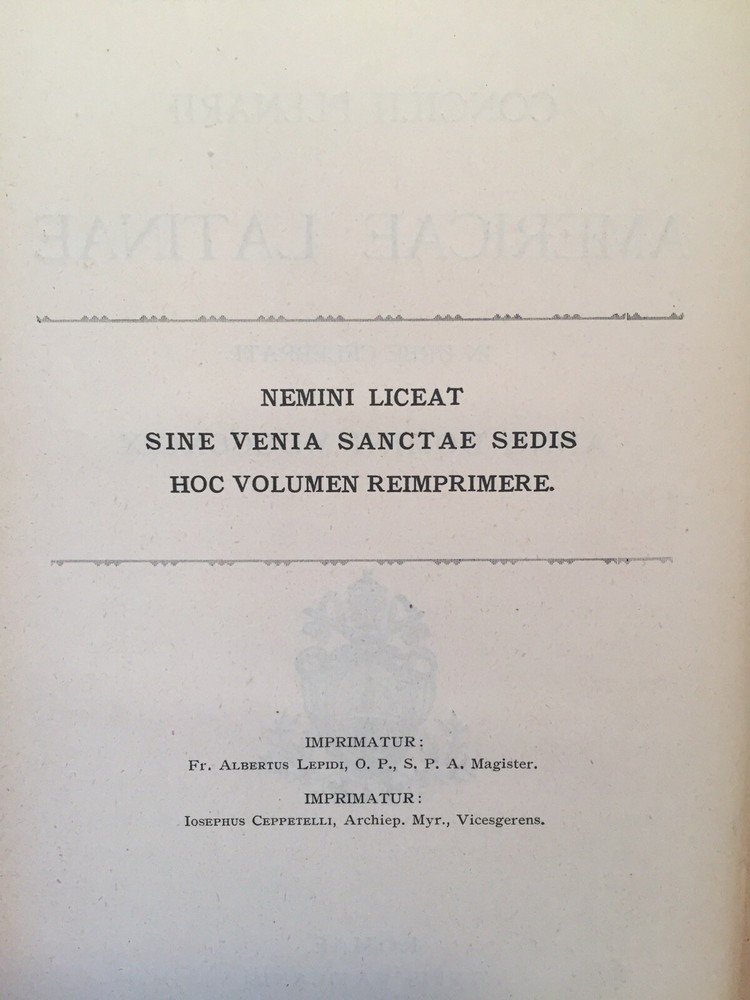 NEMINI LICEAT
SINE VENIA SANCTAE SEDIS
HOC VOLUMEN REIMPRIMERE.
IMPRIMATUR:
Fr. ALBERTUS LEPIDI, O. P., S. P. A. Magister.
IMPRIMATUR:
IOSEPHUS CEPPETELLI, Archiep. Myr., Vicesgerens.